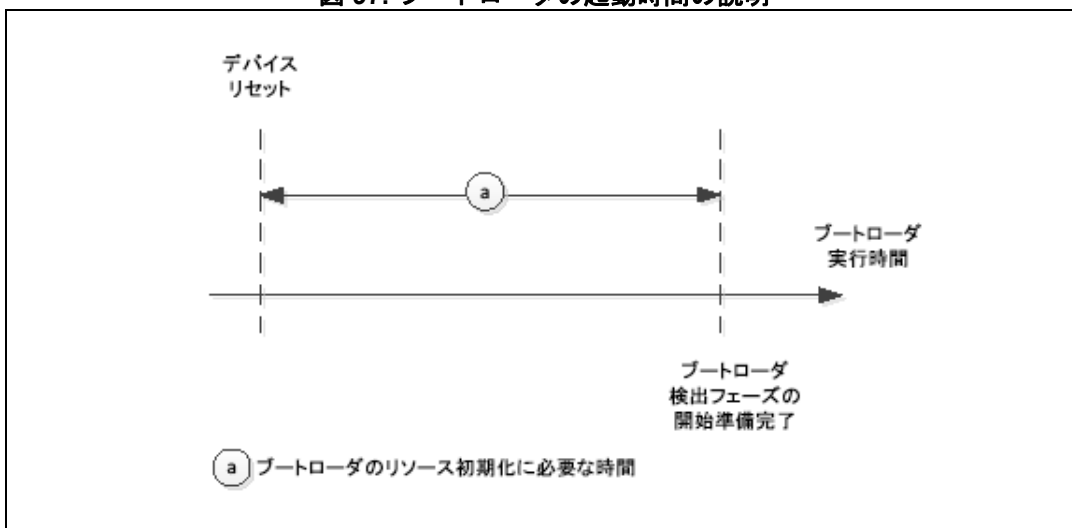 デバイス
リセット
a
ブートローダ
実行時間
ブートローダ
検出フェーズの
開始準備完了
a ブートローダのリソース初期化に必要な時間